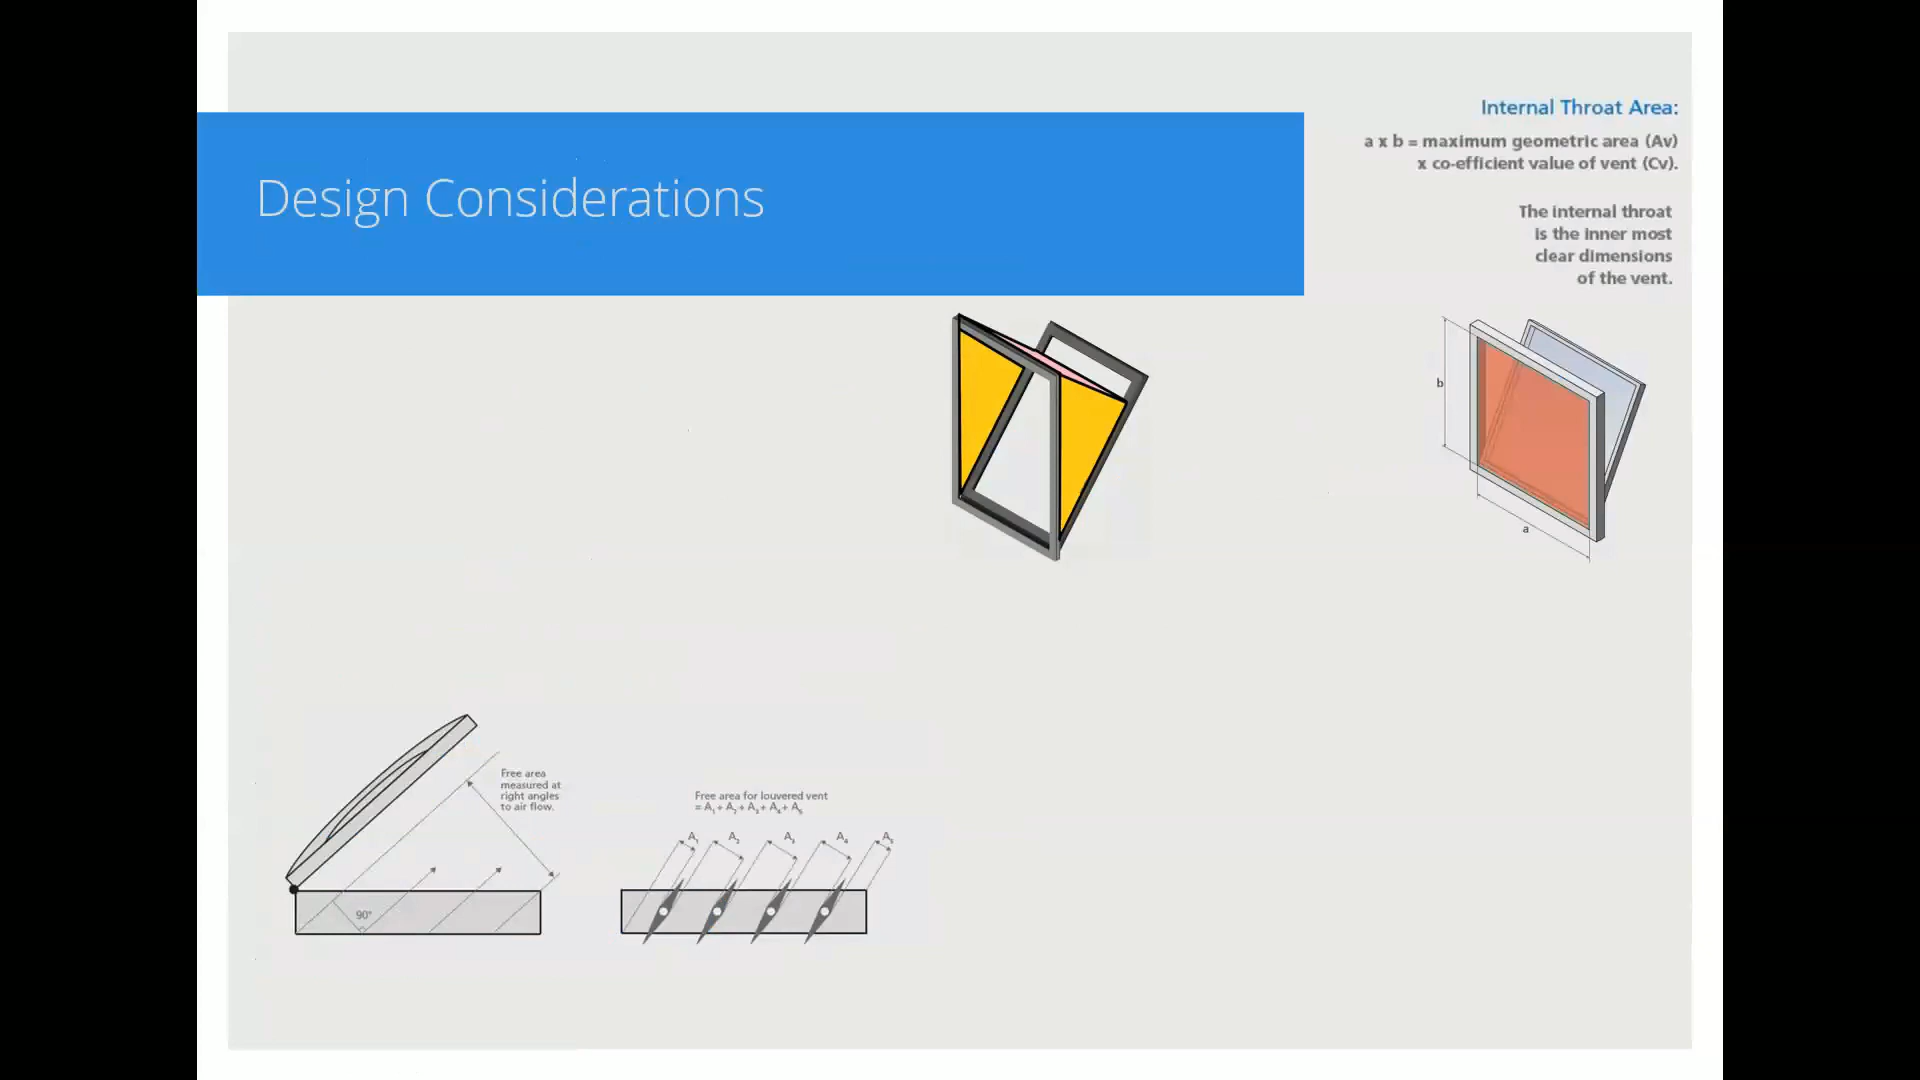 Design Considerations
Internal Throat Area:
a x b = maximum geometric area (Av)
x co-efficient value of vent (Cv).
The internal throat
is the inner most
clear dimensions
of the vent.
b
a
Free area
measured at
right angles
to air flow.
90°
Free area for louvered vent
= A₁ + A₂ + A₃ + A₄ + A₅
A₁ A₂ A₃ A₄ A₅